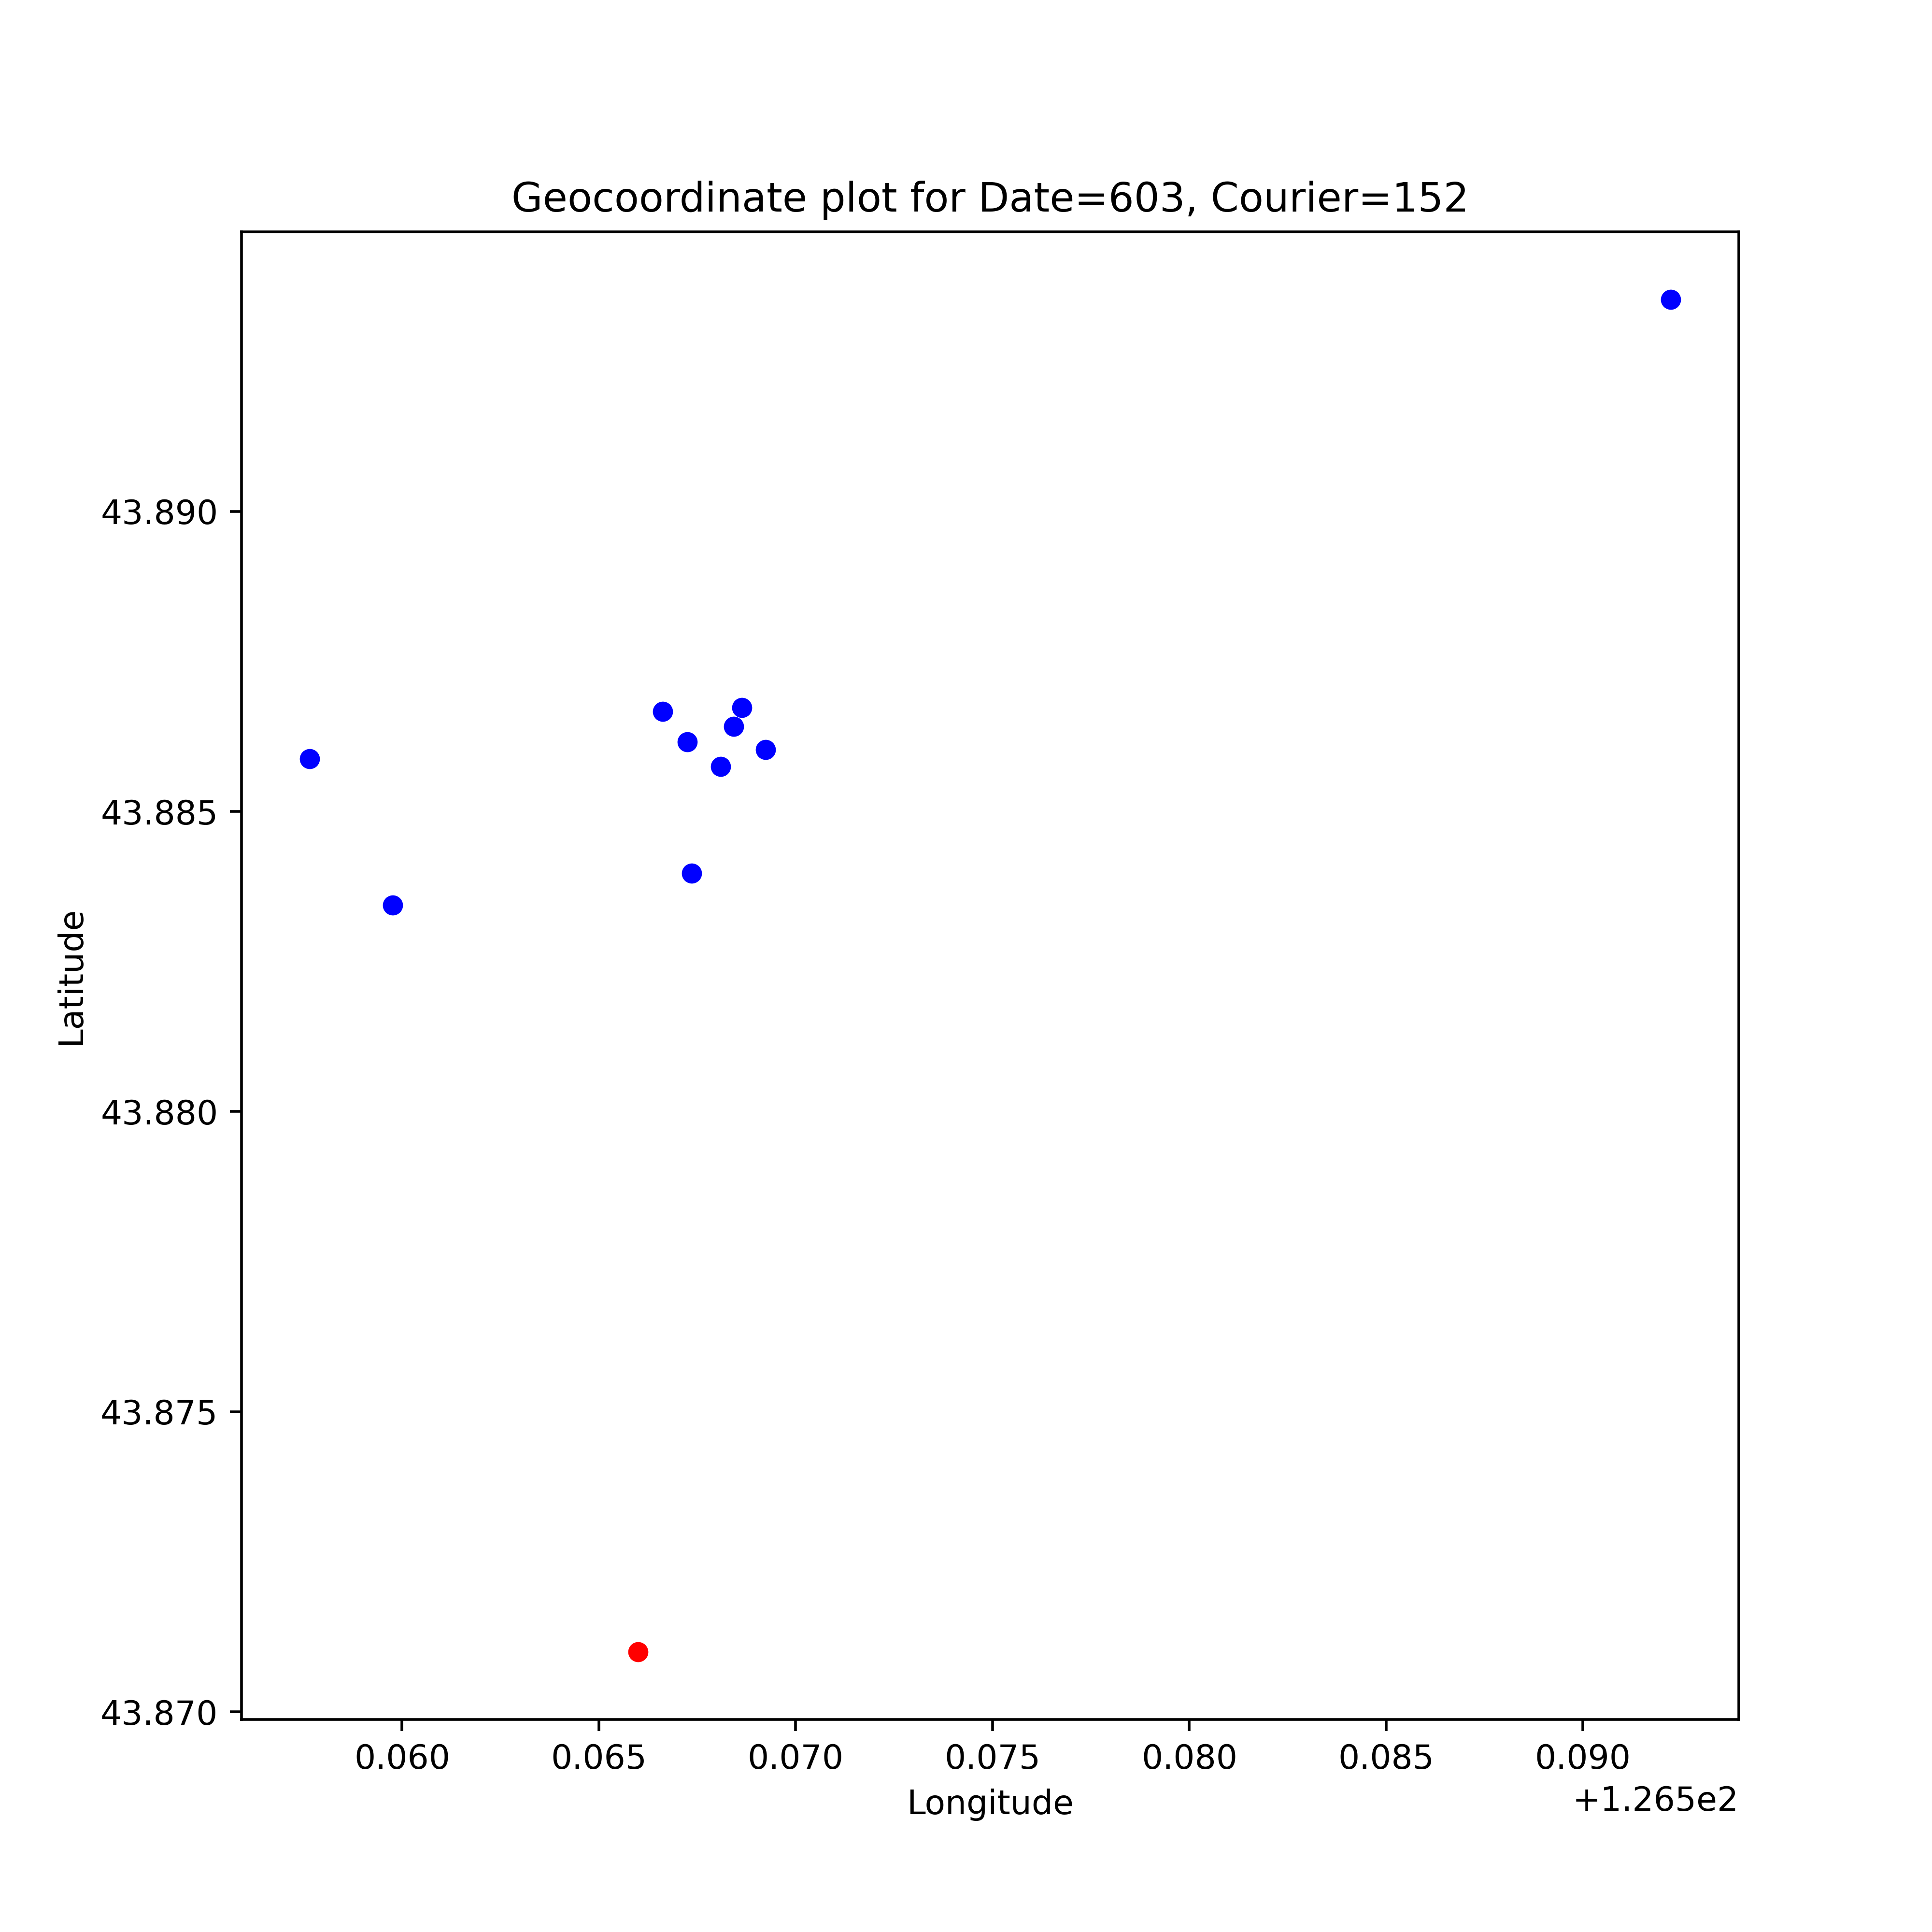 Geocoordinate plot for Date=603, Courier=152
43.890
43.885
43.880
43.875
43.870
Latitude
0.060 0.065 0.070 0.075 0.080 0.085 0.090
+1.265e2
Longitude